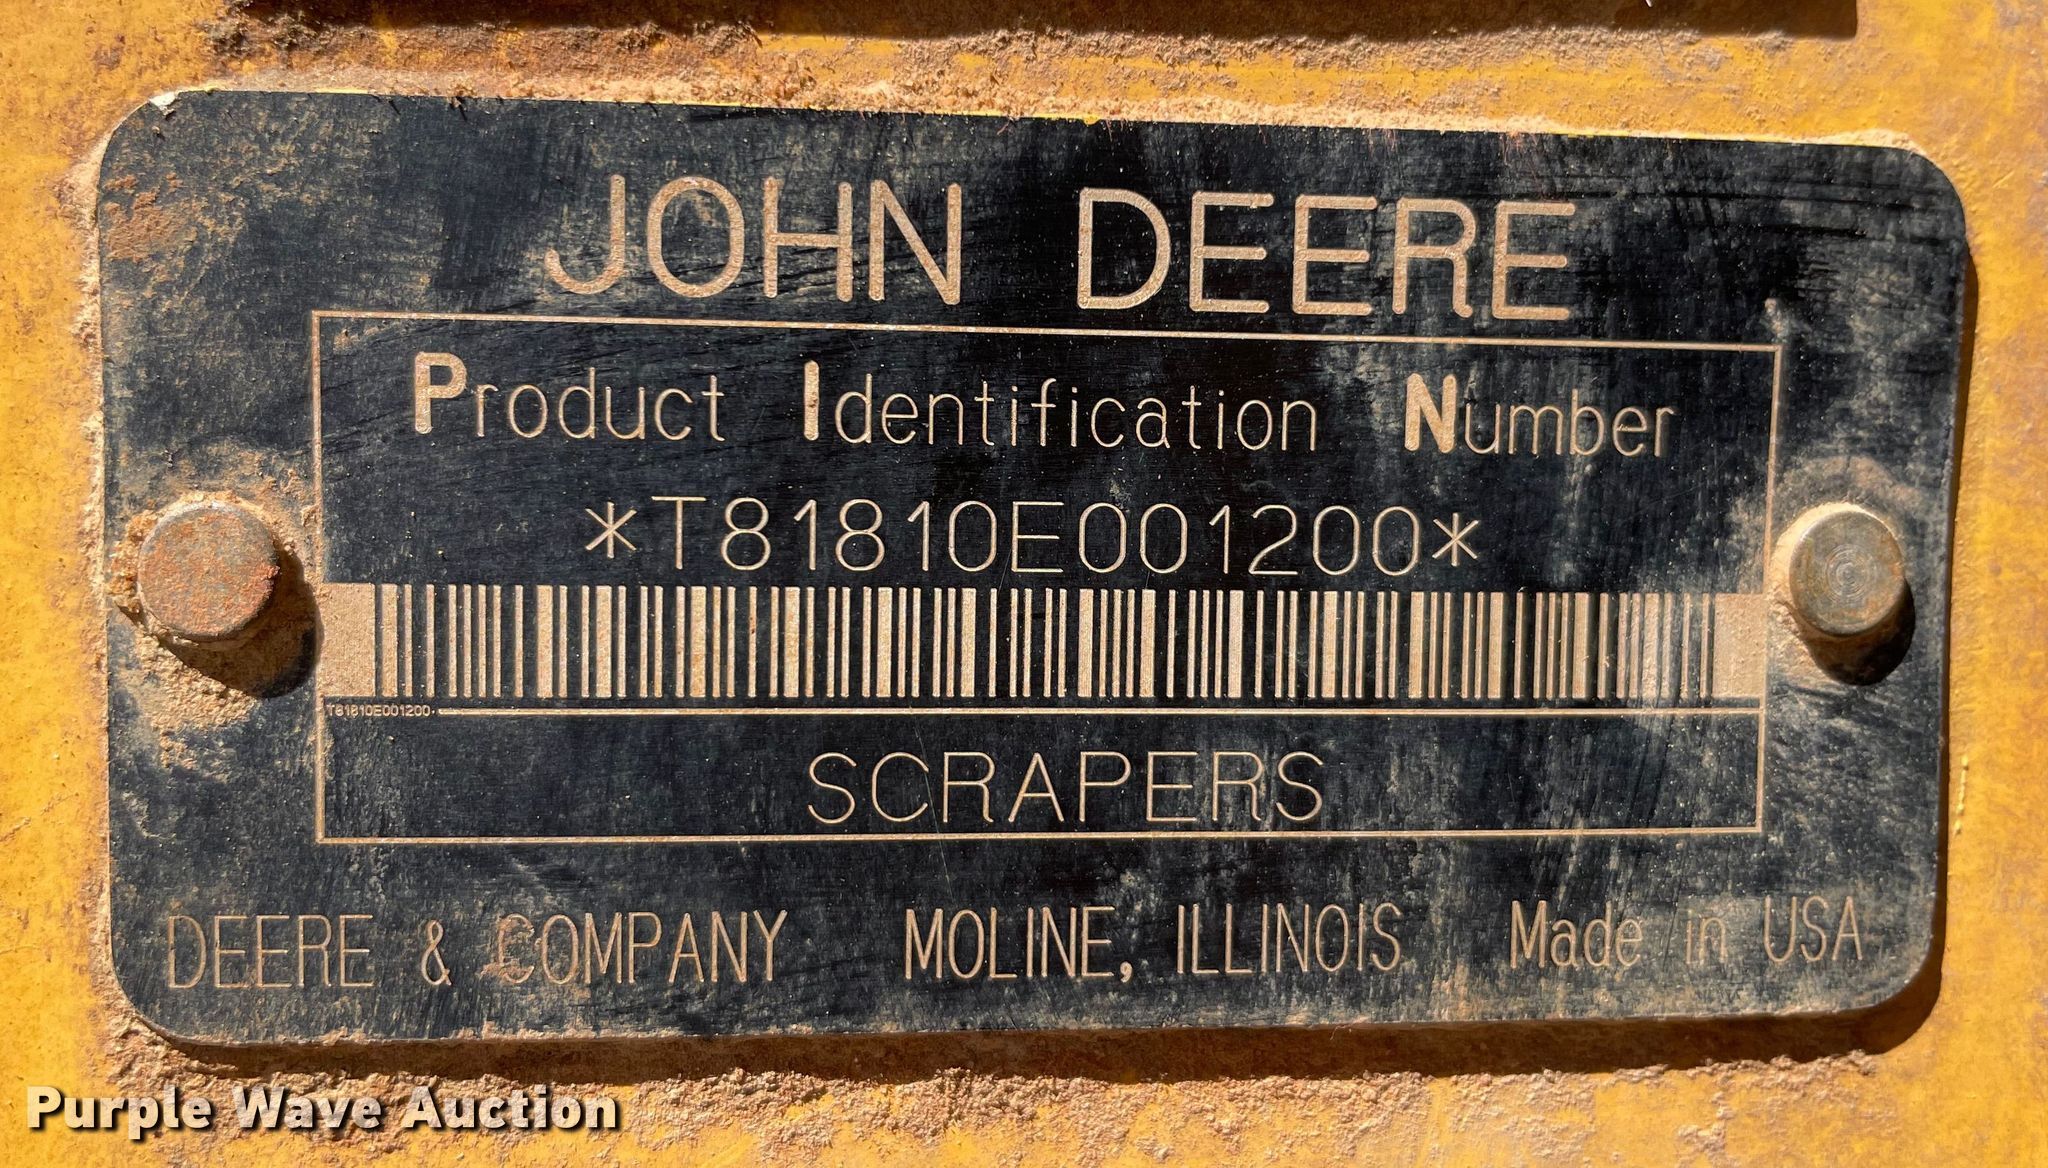 JOHN DEERE
Product Identification Number
*T81810E001200*
T81810E001200
SCRAPERS
DEERE & COMPANY MOLINE, ILLINOIS Made in USA
Purple Wave Auction